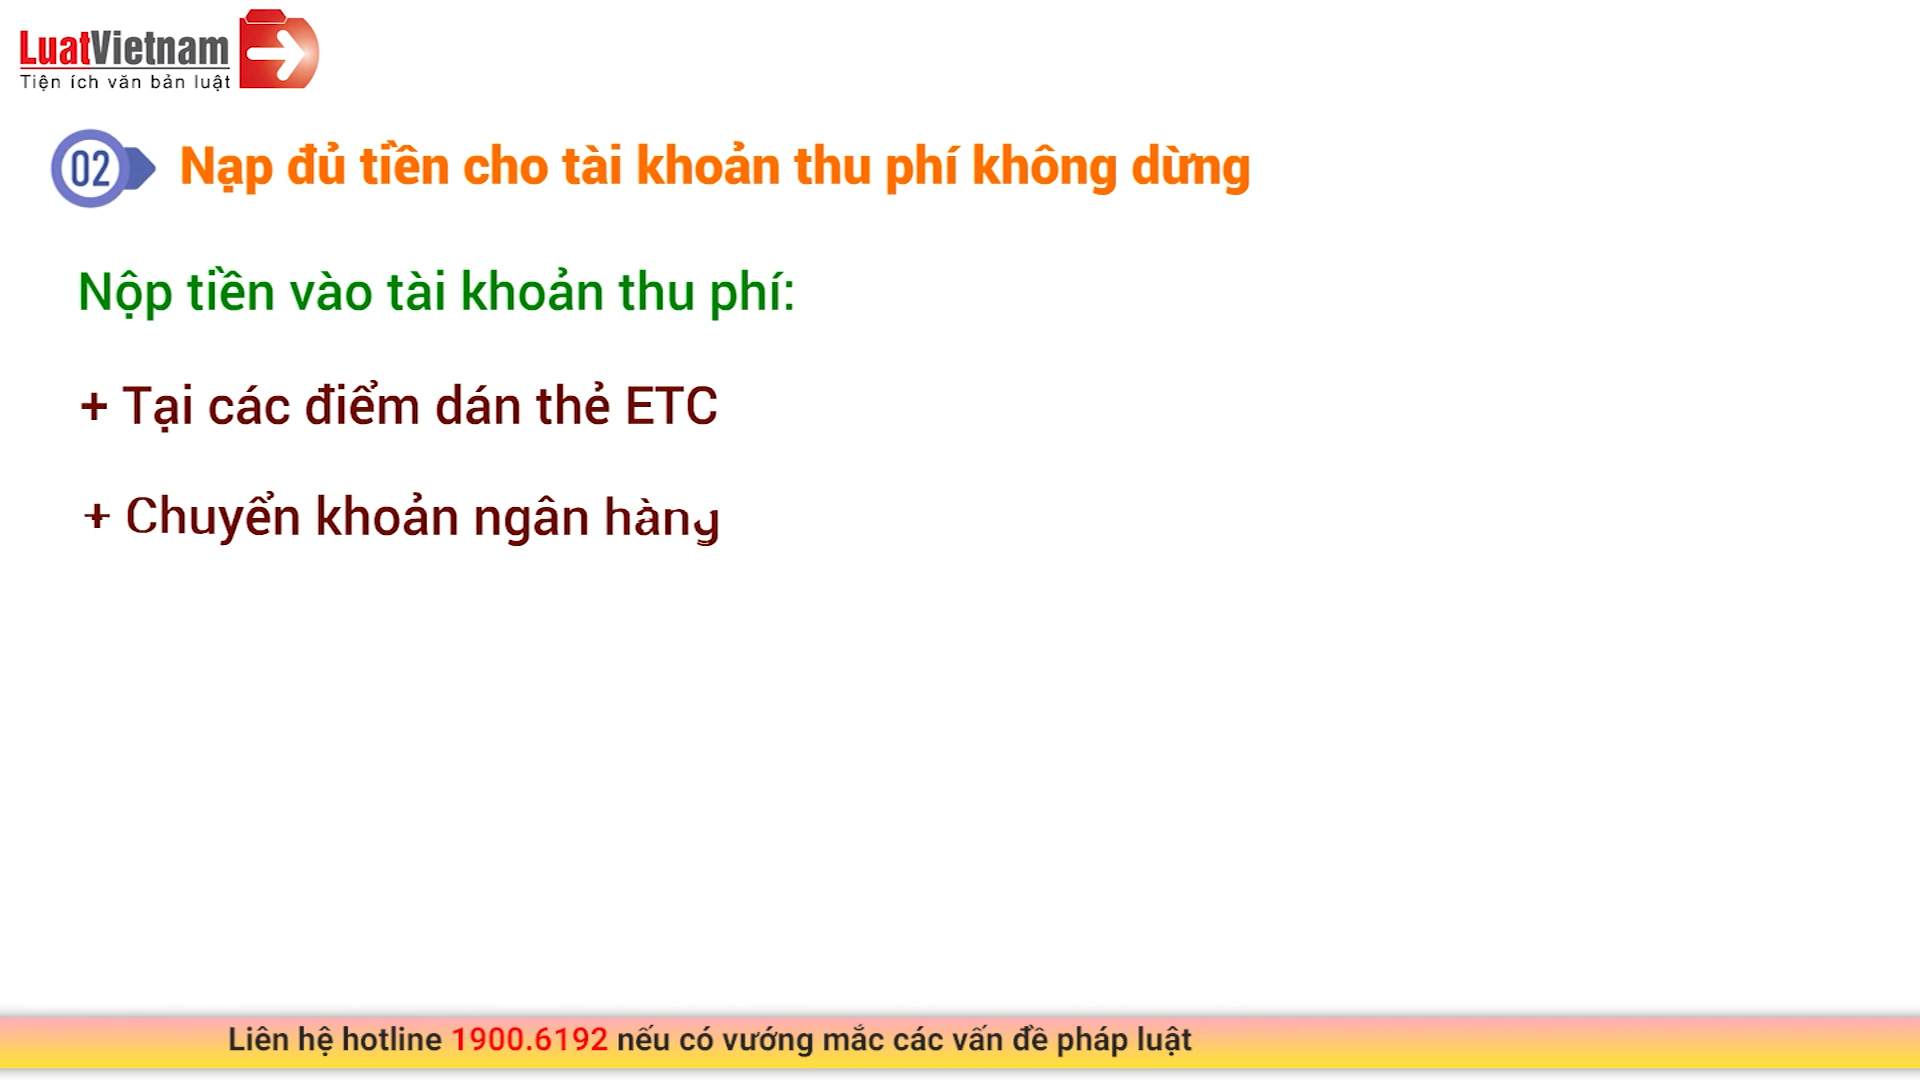 LuatVietnam
Tiện ích văn bản luật
02 Nạp đủ tiền cho tài khoản thu phí không dừng
Nộp tiền vào tài khoản thu phí:
+ Tại các điểm dán thẻ ETC
+ Chuyển khoản ngân hàng
Liên hệ hotline 1900.6192 nếu có vướng mắc các vấn đề pháp luật